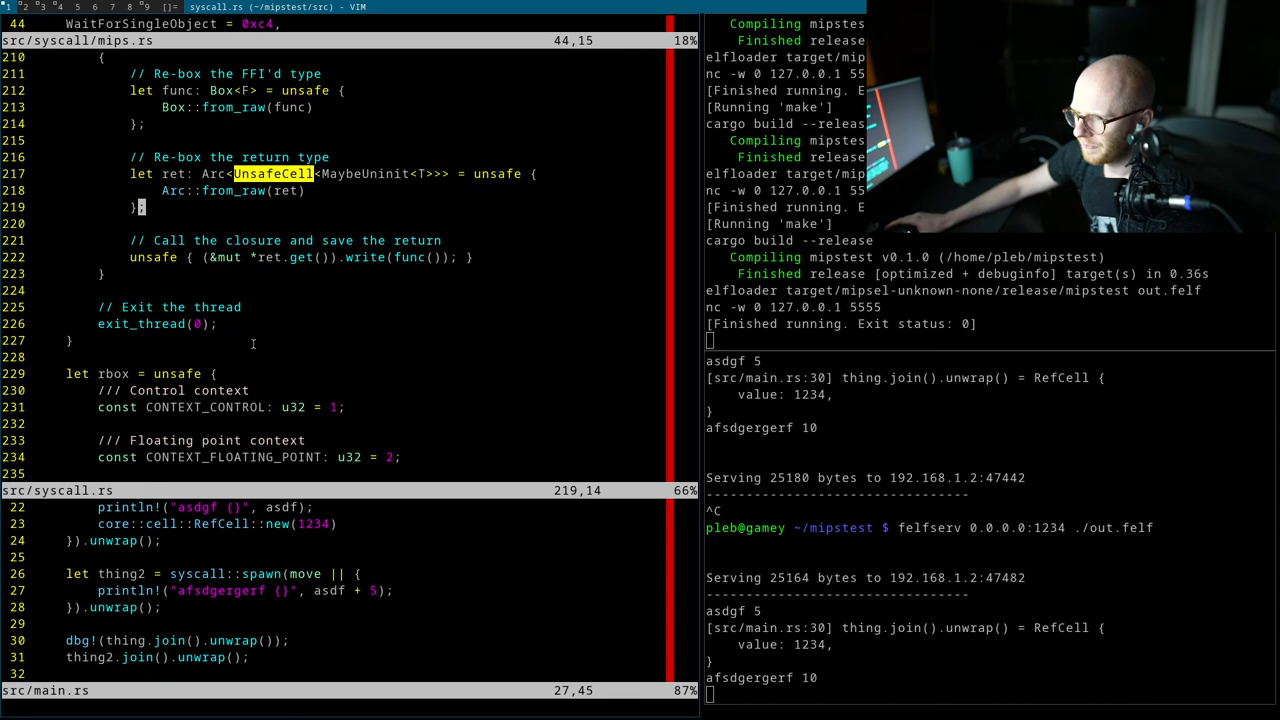 1 2 3 4 5 6 7 8 9 []= syscall.rs (~/mipstest/src) - VIM
44 WaitForSingleObject = 0xc4,
src/syscall/mips.rs 44,15 18%
210 {
211 // Re-box the FFI'd type
212 let func: Box<F> = unsafe {
213 Box::from_raw(func)
214 };
215
216 // Re-box the return type
217 let ret: Arc<UnsafeCell<MaybeUninit<T>>> = unsafe {
218 Arc::from_raw(ret)
219 };
220
221 // Call the closure and save the return
222 unsafe { (&mut *ret.get()).write(func()); }
223 }
224
225 // Exit the thread
226 exit_thread(0);
227 }
228
229 let rbox = unsafe {
230 /// Control context
231 const CONTEXT_CONTROL: u32 = 1;
232
233 /// Floating point context
234 const CONTEXT_FLOATING_POINT: u32 = 2;
235
src/syscall.rs 219,14 66%
22 println!("asdgf {}", asdf);
23 core::cell::RefCell::new(1234)
24 }).unwrap();
25
26 let thing2 = syscall::spawn(move || {
27 println!("afsdgergerf {}", asdf + 5);
28 }).unwrap();
29
30 dbg!(thing.join().unwrap());
31 thing2.join().unwrap();
32
src/main.rs 27,45 87%
Compiling mipstes
Finished release
elfloader target/mip
nc -w 0 127.0.0.1 55
[Finished running. E
[Running 'make']
cargo build --releas
Compiling mipstes
Finished release
elfloader target/mip
nc -w 0 127.0.0.1 55
[Finished running. E
[Running 'make']
cargo build --release
Compiling mipstest v0.1.0 (/home/pleb/mipstest)
Finished release [optimized + debuginfo] target(s) in 0.36s
elfloader target/mipsel-unknown-none/release/mipstest out.felf
nc -w 0 127.0.0.1 5555
[Finished running. Exit status: 0]
asdgf 5
[src/main.rs:30] thing.join().unwrap() = RefCell {
value: 1234,
}
afsdgergerf 10
Serving 25180 bytes to 192.168.1.2:47442
---------------------------------
^C
pleb@gamey ~/mipstest $ felfserv 0.0.0.0:1234 ./out.felf
Serving 25164 bytes to 192.168.1.2:47482
---------------------------------
asdgf 5
[src/main.rs:30] thing.join().unwrap() = RefCell {
value: 1234,
}
afsdgergerf 10